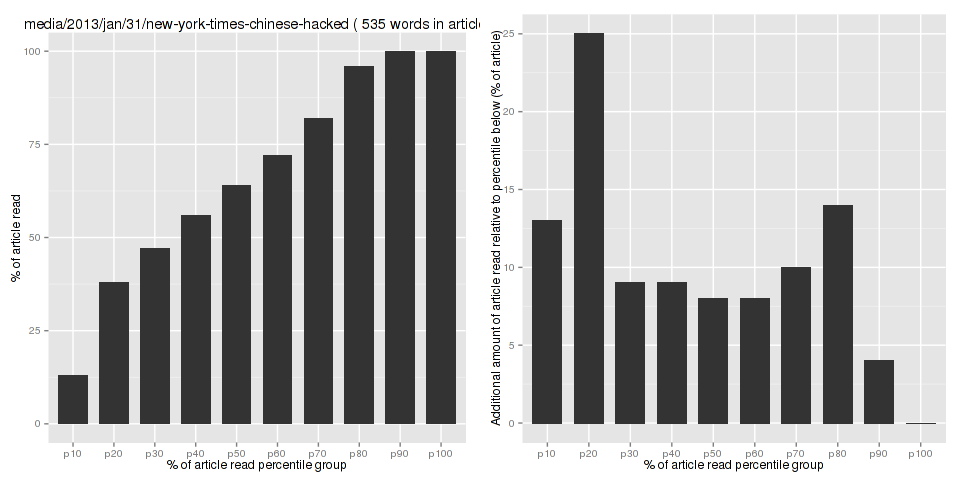 media/2013/jan/31/new-york-times-chinese-hacked ( 535 words in articl
% of article read
100
75
50
25
0
p10 p20 p30 p40 p50 p60 p70 p80 p90 p100
% of article read percentile group
Additional amount of article read relative to percentile below (% of article)
25
20
15
10
5
0
p10 p20 p30 p40 p50 p60 p70 p80 p90 p100
% of article read percentile group